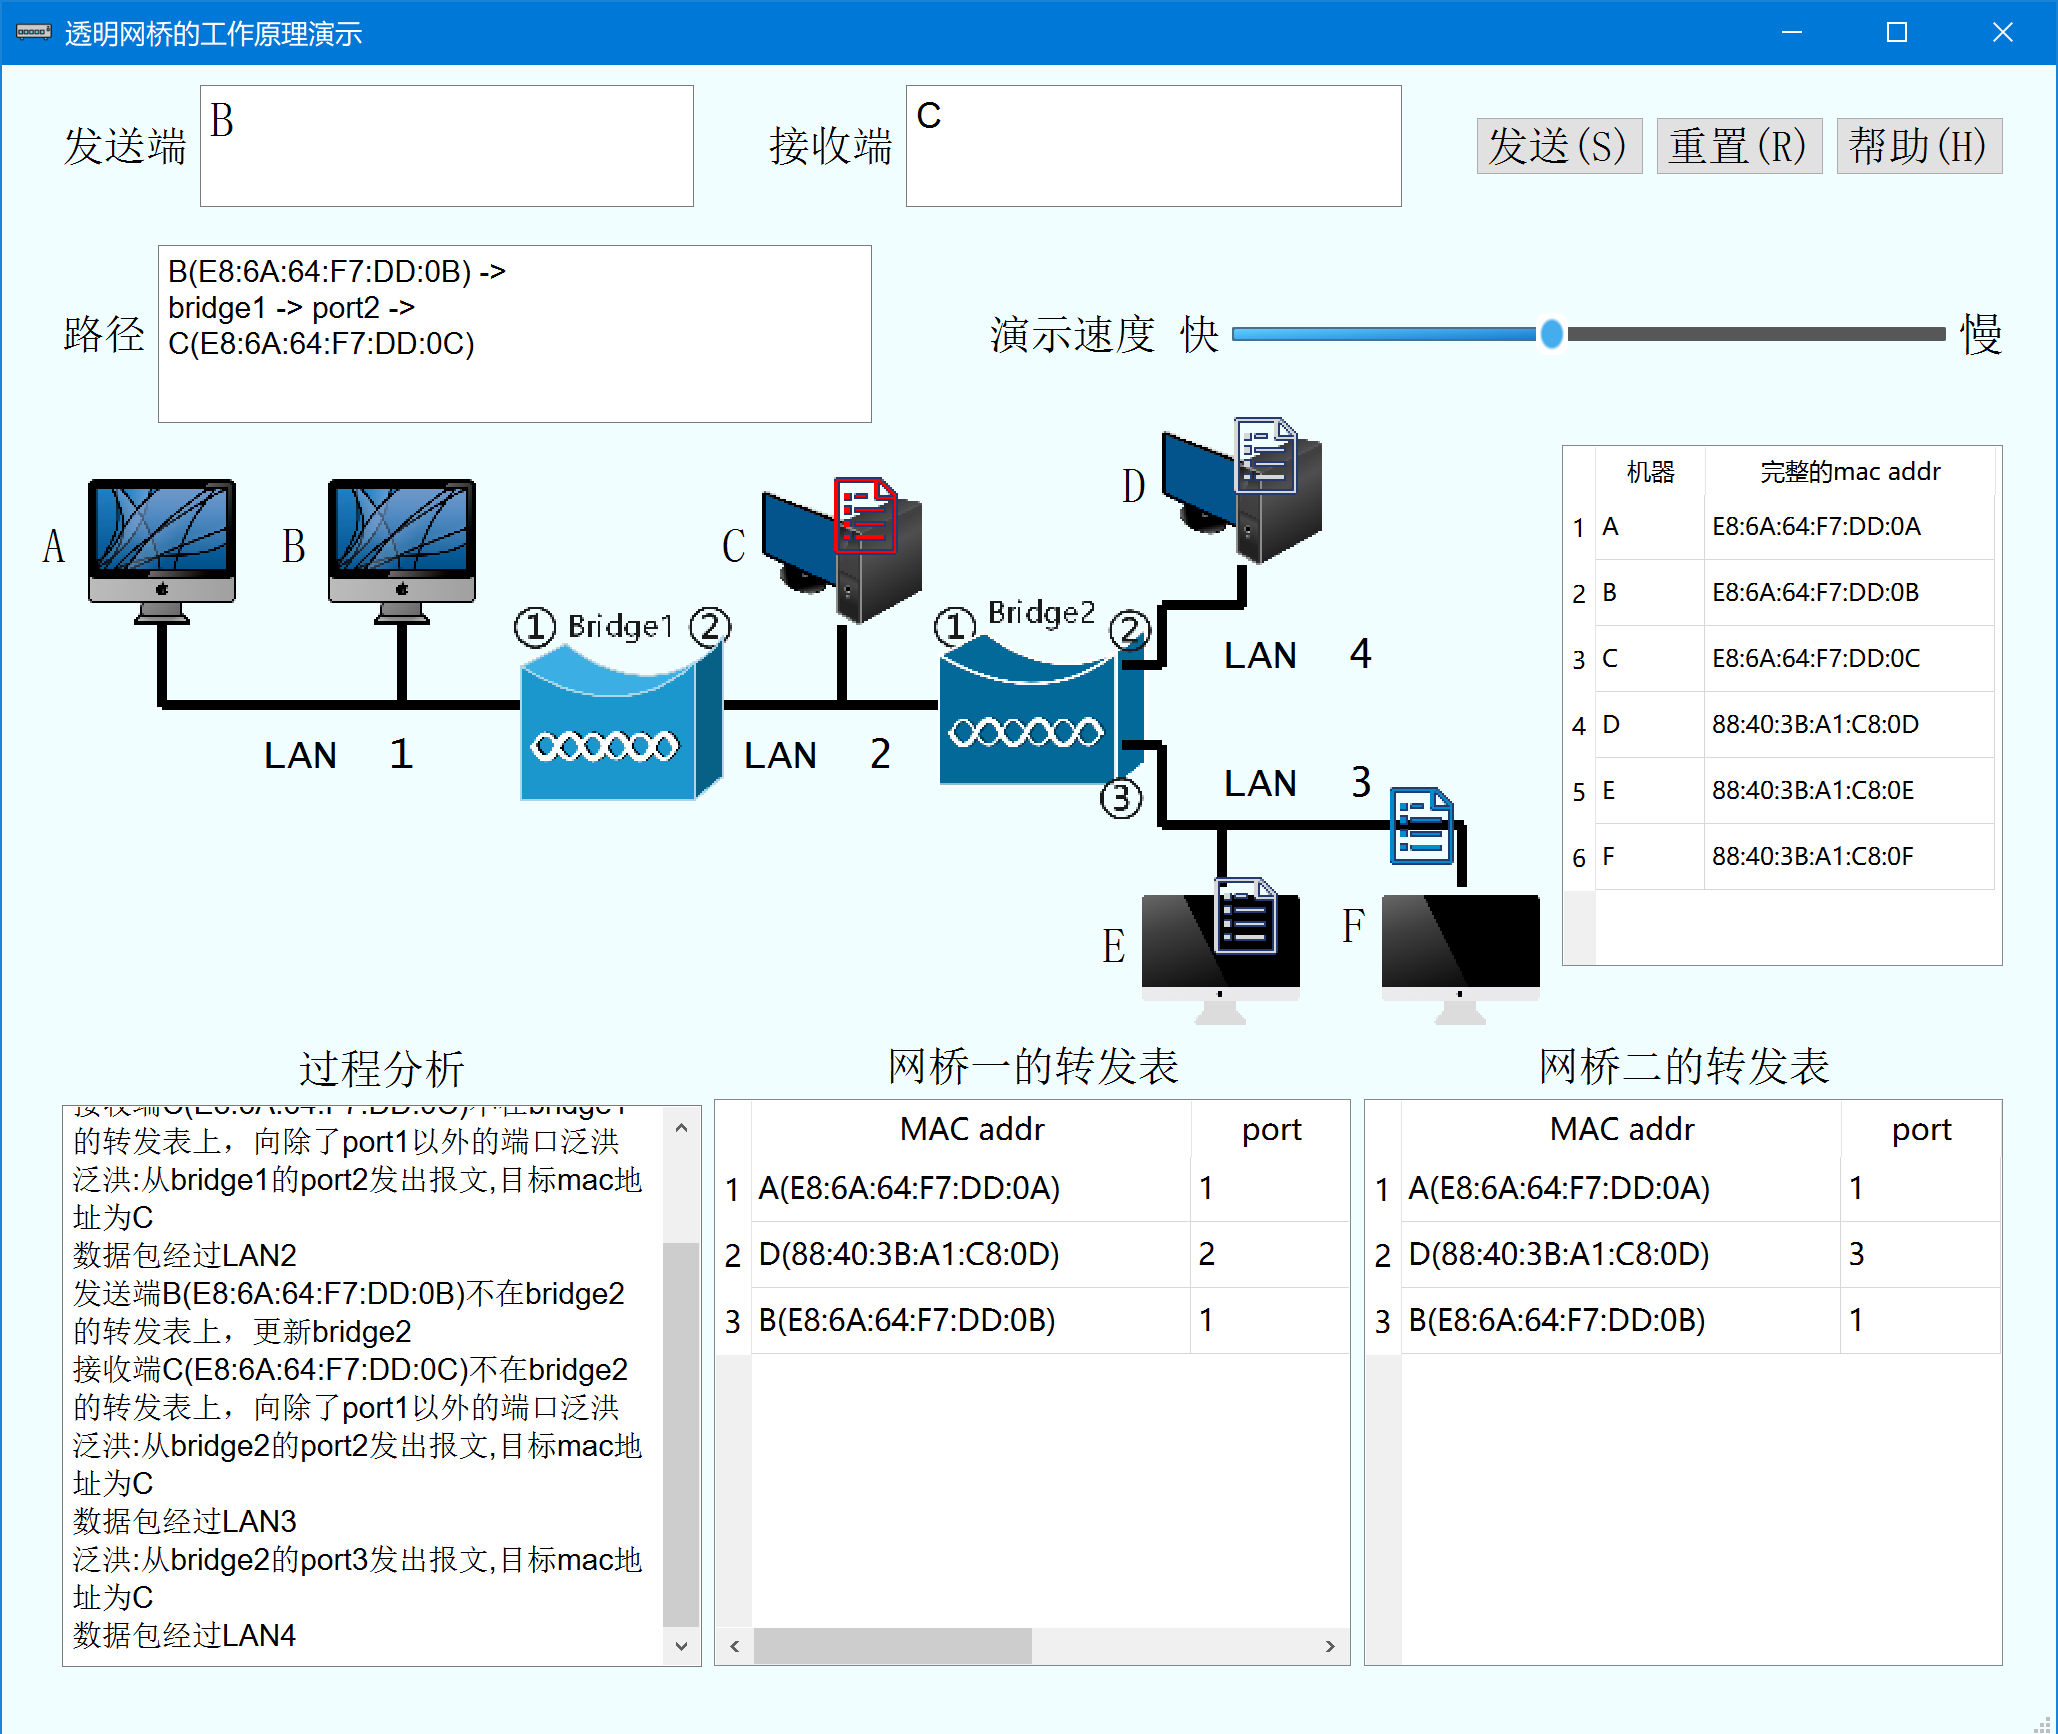 透明网桥的工作原理演示
发送端
B
接收端
C
发送(S)
重置(R)
帮助(H)
路径
B(E8:6A:64:F7:DD:0B) ->
bridge1 -> port2 ->
C(E8:6A:64:F7:DD:0C)
演示速度 快
慢
A
B
C
D
E
F
① Bridge1 ②
① Bridge2 ②
③
LAN 1
LAN 2
LAN 4
LAN 3
机器 完整的mac addr
1 A E8:6A:64:F7:DD:0A
2 B E8:6A:64:F7:DD:0B
3 C E8:6A:64:F7:DD:0C
4 D 88:40:3B:A1:C8:0D
5 E 88:40:3B:A1:C8:0E
6 F 88:40:3B:A1:C8:0F
过程分析
接收端C(E8:6A:64:F7:DD:0C)不在bridge1
的转发表上，向除了port1以外的端口泛洪
泛洪:从bridge1的port2发出报文,目标mac地
址为C
数据包经过LAN2
发送端B(E8:6A:64:F7:DD:0B)不在bridge2
的转发表上，更新bridge2
接收端C(E8:6A:64:F7:DD:0C)不在bridge2
的转发表上，向除了port1以外的端口泛洪
泛洪:从bridge2的port2发出报文,目标mac地
址为C
数据包经过LAN3
泛洪:从bridge2的port3发出报文,目标mac地
址为C
数据包经过LAN4
网桥一的转发表
MAC addr port
1 A(E8:6A:64:F7:DD:0A) 1
2 D(88:40:3B:A1:C8:0D) 2
3 B(E8:6A:64:F7:DD:0B) 1
网桥二的转发表
MAC addr port
1 A(E8:6A:64:F7:DD:0A) 1
2 D(88:40:3B:A1:C8:0D) 3
3 B(E8:6A:64:F7:DD:0B) 1